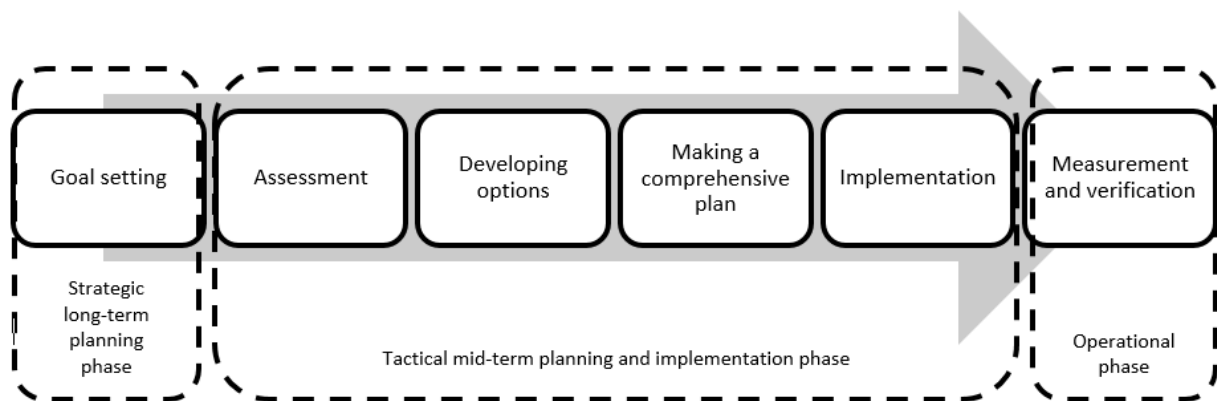 Goal setting
Assessment
Developing
options
Making a
comprehensive
plan
Implementation
Measurement
and verification
Strategic
long-term
planning
phase
Tactical mid-term planning and implementation phase
Operational
phase